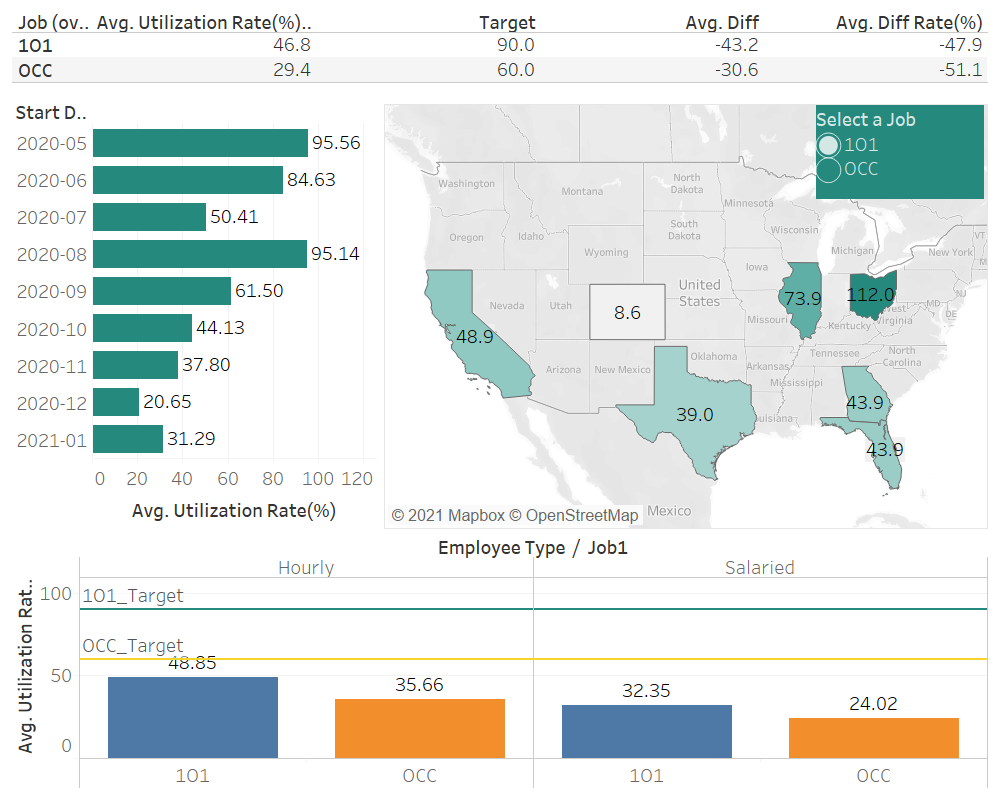 Job (ov.. Avg. Utilization Rate(%).. Target Avg. Diff Avg. Diff Rate(%)
1O1 46.8 90.0 -43.2 -47.9
OCC 29.4 60.0 -30.6 -51.1
Start D..
2020-05 95.56
2020-06 84.63
2020-07 50.41
2020-08 95.14
2020-09 61.50
2020-10 44.13
2020-11 37.80
2020-12 20.65
2021-01 31.29
0 20 40 60 80 100 120
Avg. Utilization Rate(%)
Select a Job
1O1
OCC
Washington
Montana
North
Dakota
Minnesota
Oregon
Idaho
South
Dakota
Wisconsin
Michigan
New York
VT
Wyoming
Iowa
Nevada
Utah
United
States
8.6
73.9
112.0
NJ
MD
DE
Missouri
Kentucky
West
Virginia
48.9
Arizona
New Mexico
Oklahoma
Arkansas
Tennessee
North
Carolina
Mississippi
39.0
43.9
43.9
Mexico
© 2021 Mapbox © OpenStreetMap
Employee Type / Job1
Hourly Salaried
Avg. Utilization Rat..
100
50
0
1O1_Target
OCC_Target
48.85
35.66
32.35
24.02
1O1 OCC 1O1 OCC